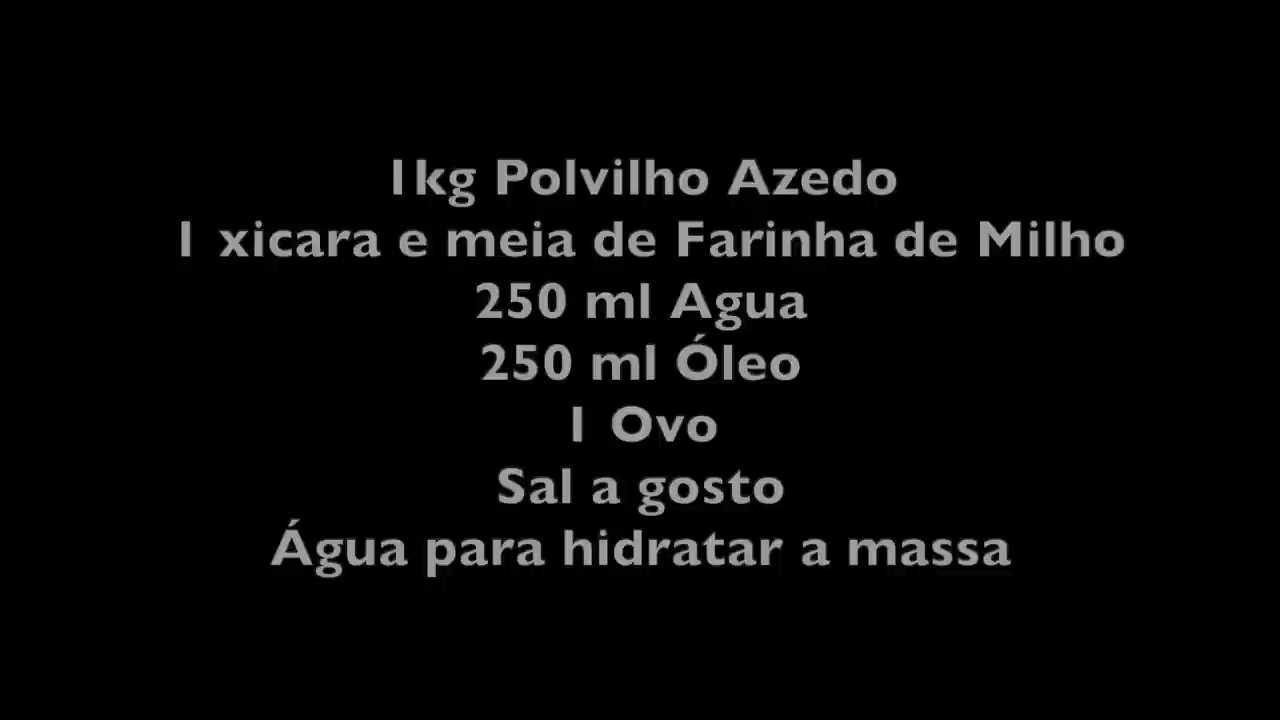 1kg Polvilho Azedo
1 xicara e meia de Farinha de Milho
250 ml Agua
250 ml Óleo
1 Ovo
Sal a gosto
Água para hidratar a massa